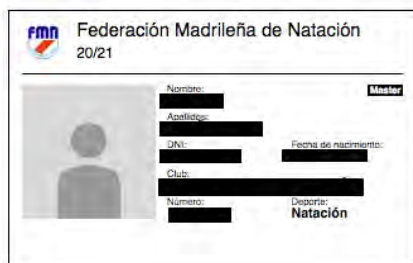 fmn
Federación Madrileña de Natación
20/21
Nombre:
Master
Apellidos:
DNI:
Fecha de nacimiento:
Club:
Número:
Deporte:
Natación